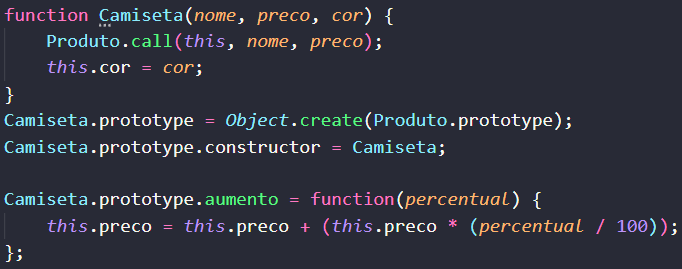 function Camiseta(nome, preco, cor) {
    Produto.call(this, nome, preco);
    this.cor = cor;
}
Camiseta.prototype = Object.create(Produto.prototype);
Camiseta.prototype.constructor = Camiseta;

Camiseta.prototype.aumento = function(percentual) {
    this.preco = this.preco + (this.preco * (percentual / 100));
};